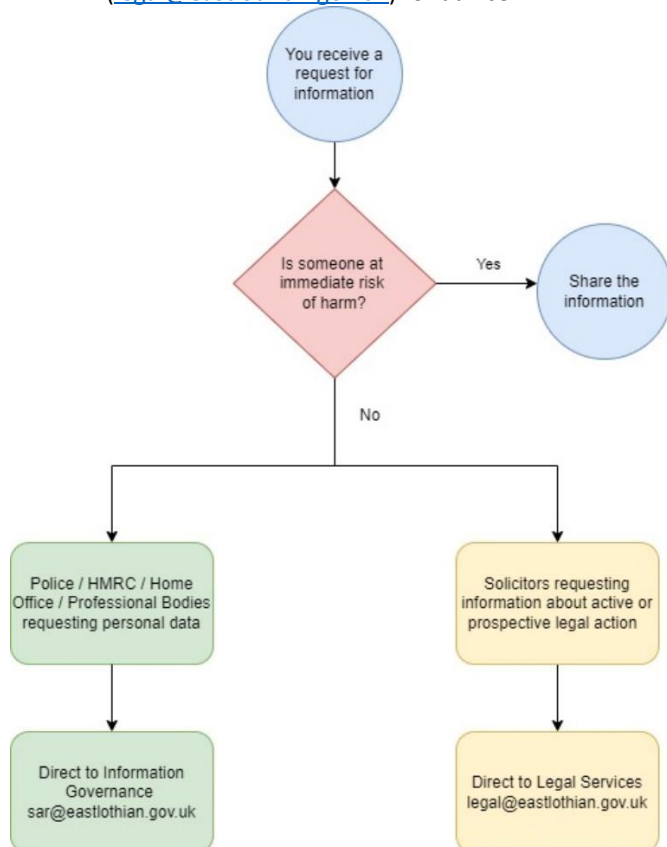 You receive a
request for
information
Is someone at
immediate risk
of harm?
Yes
Share the
information
No
Police / HMRC / Home
Office / Professional Bodies
requesting personal data
Solicitors requesting
information about active or
prospective legal action
Direct to Information
Governance
sar@eastlothian.gov.uk
Direct to Legal Services
legal@eastlothian.gov.uk